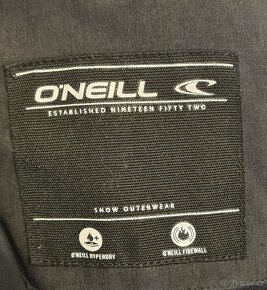 O'NEILL
ESTABLISHED NINETEEN FIFTY TWO
SNOW OUTERWEAR
O'NEILL HYPERDRY
O'NEILL FIREWALL